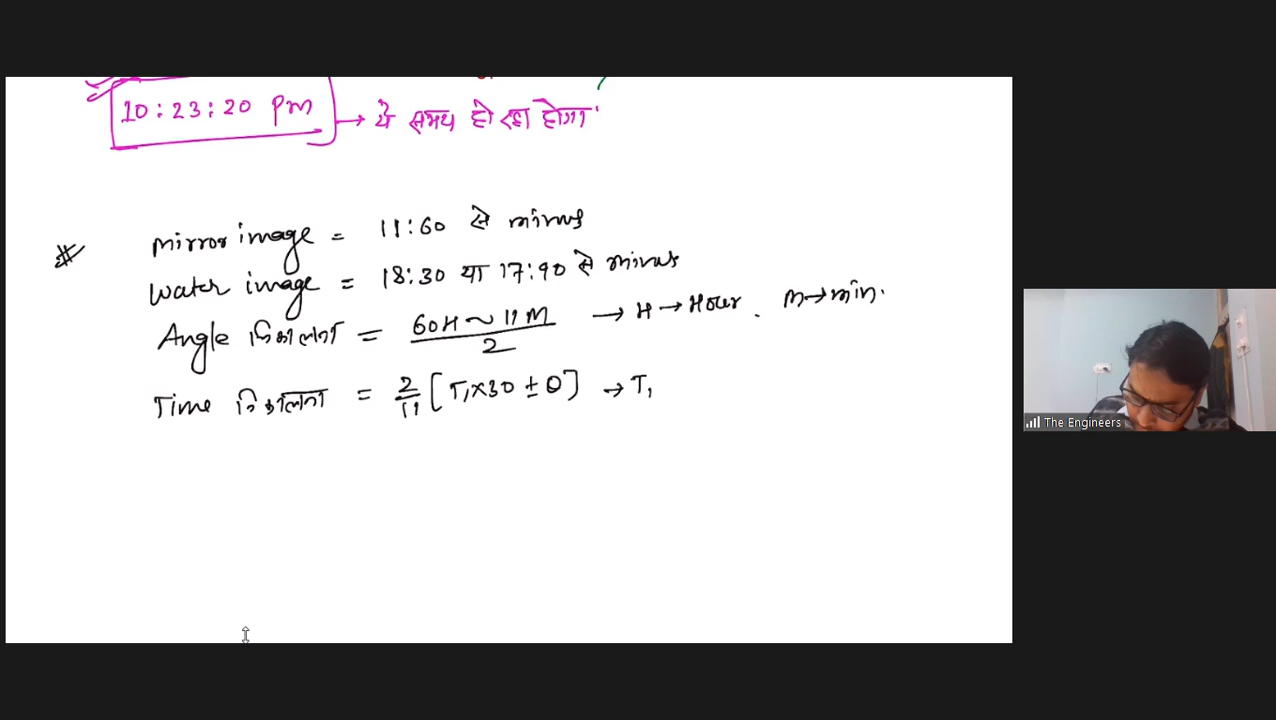 10:23:20 pm → ये समय हो रहा होगा
# mirror image = 11:60 से minus
water image = 18:30 या 17:90 से minus
Angle निकालना = 60H ~ 11M / 2 → H → Hour . m → min.
Time निकालना = 2/11 [T₁×30 ± θ] → T₁
The Engineers